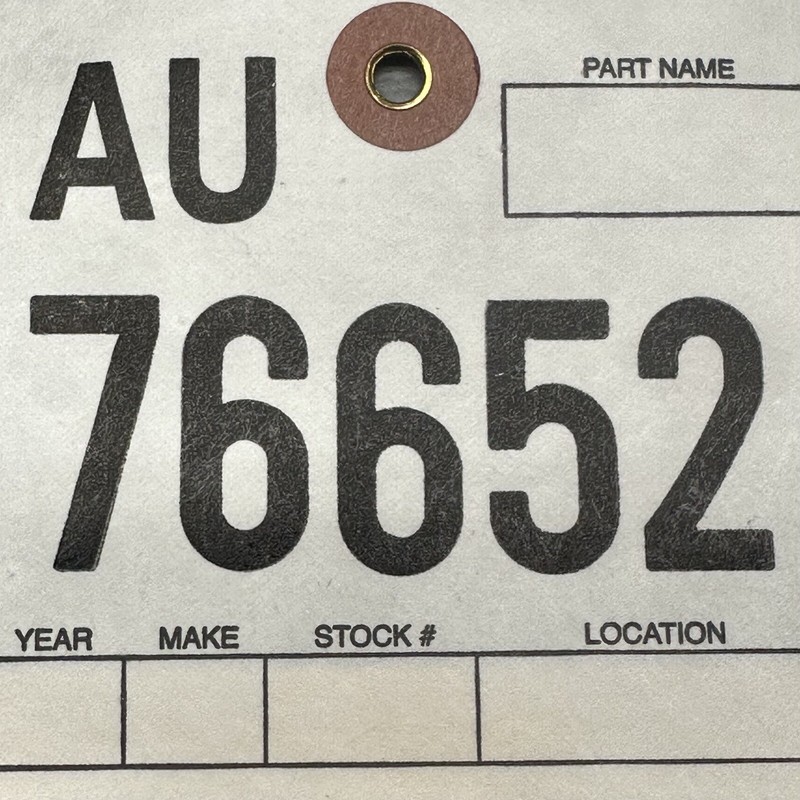 AU
PART NAME
76652
YEAR MAKE STOCK # LOCATION